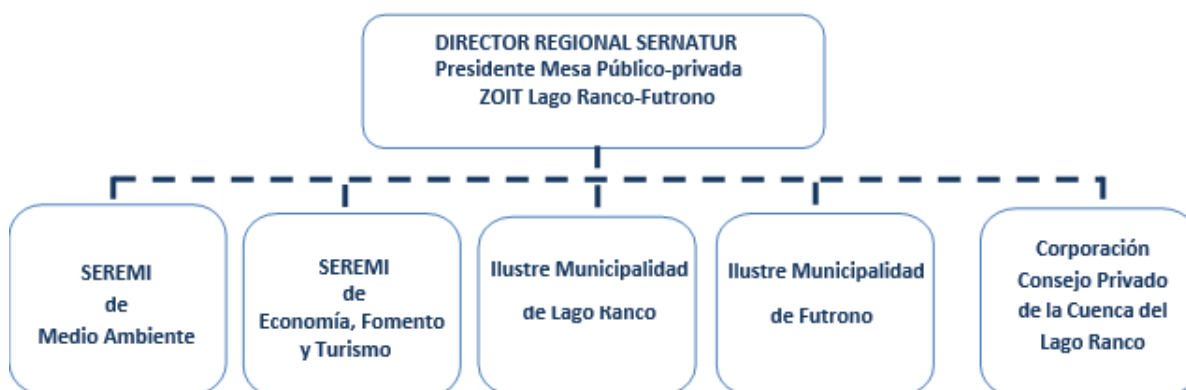 DIRECTOR REGIONAL SERNATUR
Presidente Mesa Público-privada
ZOIT Lago Ranco-Futrono
SEREMI
de
Medio Ambiente
SEREMI
de
Economía, Fomento
y Turismo
Ilustre Municipalidad
de Lago Ranco
Ilustre Municipalidad
de Futrono
Corporación
Consejo Privado
de la Cuenca del
Lago Ranco